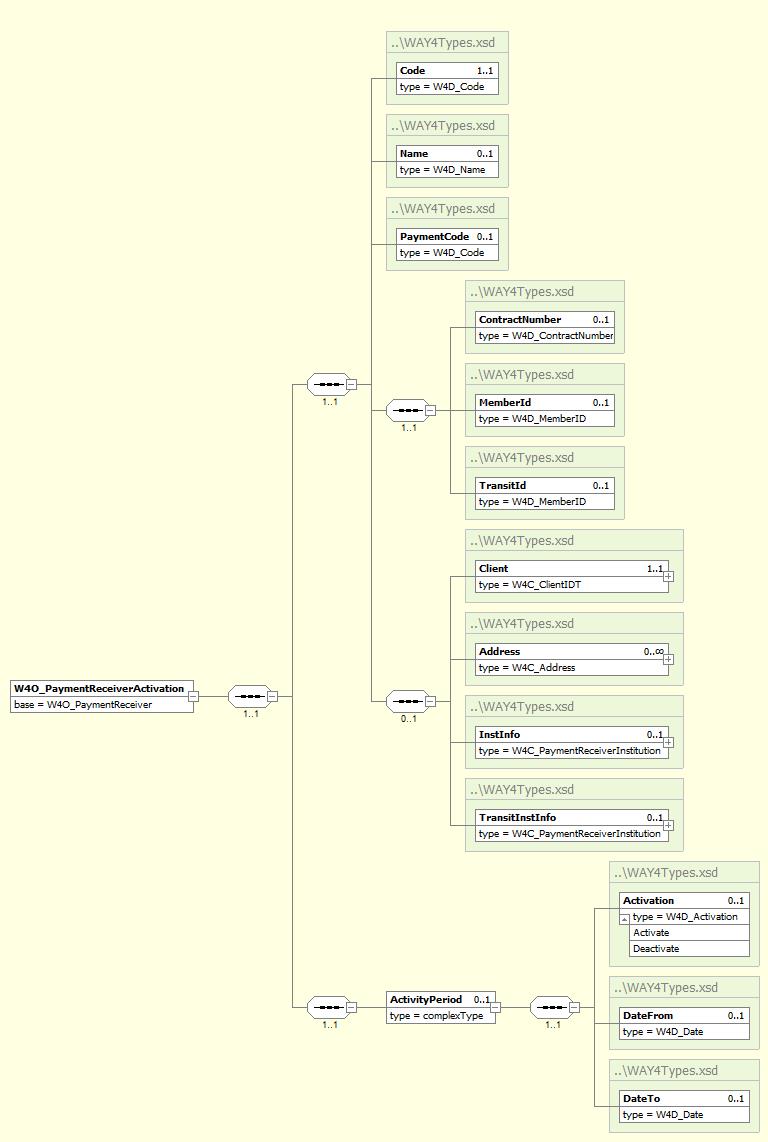 ..\WAY4Types.xsd
Code 1..1
type = W4D_Code
..\WAY4Types.xsd
Name 0..1
type = W4D_Name
..\WAY4Types.xsd
PaymentCode 0..1
type = W4D_Code
..\WAY4Types.xsd
ContractNumber 0..1
type = W4D_ContractNumber
1..1
..\WAY4Types.xsd
MemberId 0..1
type = W4D_MemberID
1..1
..\WAY4Types.xsd
TransitId 0..1
type = W4D_MemberID
..\WAY4Types.xsd
Client 1..1
type = W4C_ClientIDT
..\WAY4Types.xsd
Address 0..∞
type = W4C_Address
W4O_PaymentReceiverActivation
base = W4O_PaymentReceiver
1..1
0..1
..\WAY4Types.xsd
InstInfo 0..1
type = W4C_PaymentReceiverInstitution
..\WAY4Types.xsd
TransitInstInfo 0..1
type = W4C_PaymentReceiverInstitution
..\WAY4Types.xsd
Activation 0..1
type = W4D_Activation
Activate
Deactivate
1..1
ActivityPeriod 0..1
type = complexType
1..1
..\WAY4Types.xsd
DateFrom 0..1
type = W4D_Date
..\WAY4Types.xsd
DateTo 0..1
type = W4D_Date